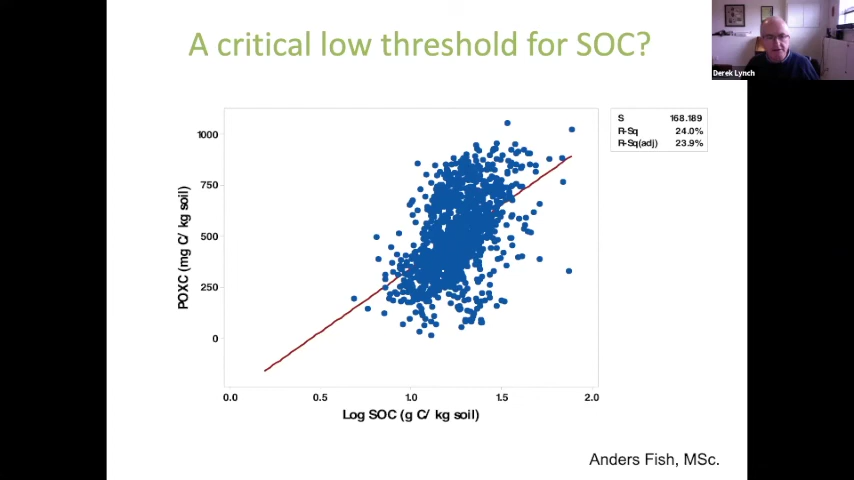 A critical low threshold for SOC?
Derek Lynch
S 168.189
R-Sq 24.0%
R-Sq(adj) 23.9%
1000
750
500
250
0
POXC (mg C/ kg soil)
0.0 0.5 1.0 1.5 2.0
Log SOC (g C/ kg soil)
Anders Fish, MSc.